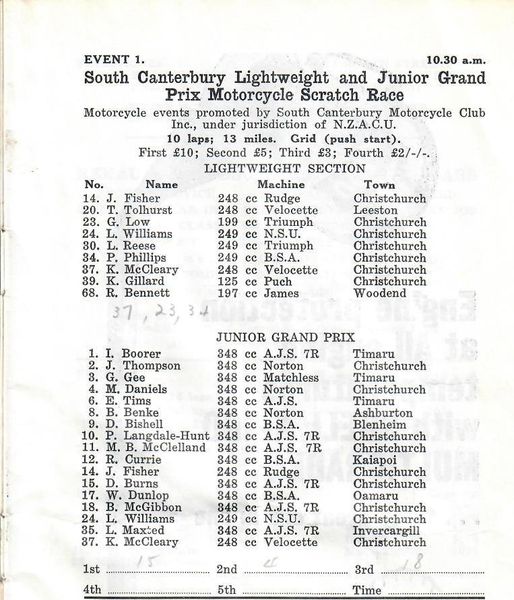 EVENT 1. 10.30 a.m.
South Canterbury Lightweight and Junior Grand
Prix Motorcycle Scratch Race
Motorcycle events promoted by South Canterbury Motorcycle Club
Inc., under jurisdiction of N.Z.A.C.U.
10 laps; 13 miles. Grid (push start).
First £10; Second £5; Third £3; Fourth £2/-/-.
LIGHTWEIGHT SECTION
No. Name Machine Town
14. J. Fisher 248 cc Rudge Christchurch
20. T. Tolhurst 248 cc Velocette Leeston
23. G. Low 199 cc Triumph Christchurch
24. L. Williams 249 cc N.S.U. Christchurch
30. L. Reese 249 cc Triumph Christchurch
34. P. Phillips 249 cc B.S.A. Christchurch
37. K. McCleary 248 cc Velocette Christchurch
39. K. Gillard 125 cc Puch Christchurch
68. R. Bennett 197 cc James Woodend
37, 23, 34
JUNIOR GRAND PRIX
1. I. Boorer 348 cc A.J.S. 7R Timaru
2. J. Thompson 348 cc Norton Christchurch
3. G. Gee 348 cc Matchless Timaru
4. M. Daniels 348 cc Norton Christchurch
6. E. Tims 348 cc A.J.S. Timaru
8. B. Benke 348 cc Norton Ashburton
9. D. Bishell 348 cc B.S.A. Blenheim
10. P. Langdale-Hunt 348 cc A.J.S. 7R Christchurch
11. M. B. McClelland 348 cc A.J.S. 7R Christchurch
12. R. Currie 348 cc B.S.A. Kaiapoi
14. J. Fisher 248 cc Rudge Christchurch
15. D. Burns 348 cc A.J.S. 7R Christchurch
17. W. Dunlop 348 cc B.S.A. Oamaru
18. B. McGibbon 348 cc A.J.S. 7R Christchurch
24. L. Williams 249 cc N.S.U. Christchurch
35. L. Maxted 348 cc A.J.S. 7R Invercargill
37. K. McCleary 248 cc Velocette Christchurch
1st 15 2nd 4 3rd 18
4th 5th Time